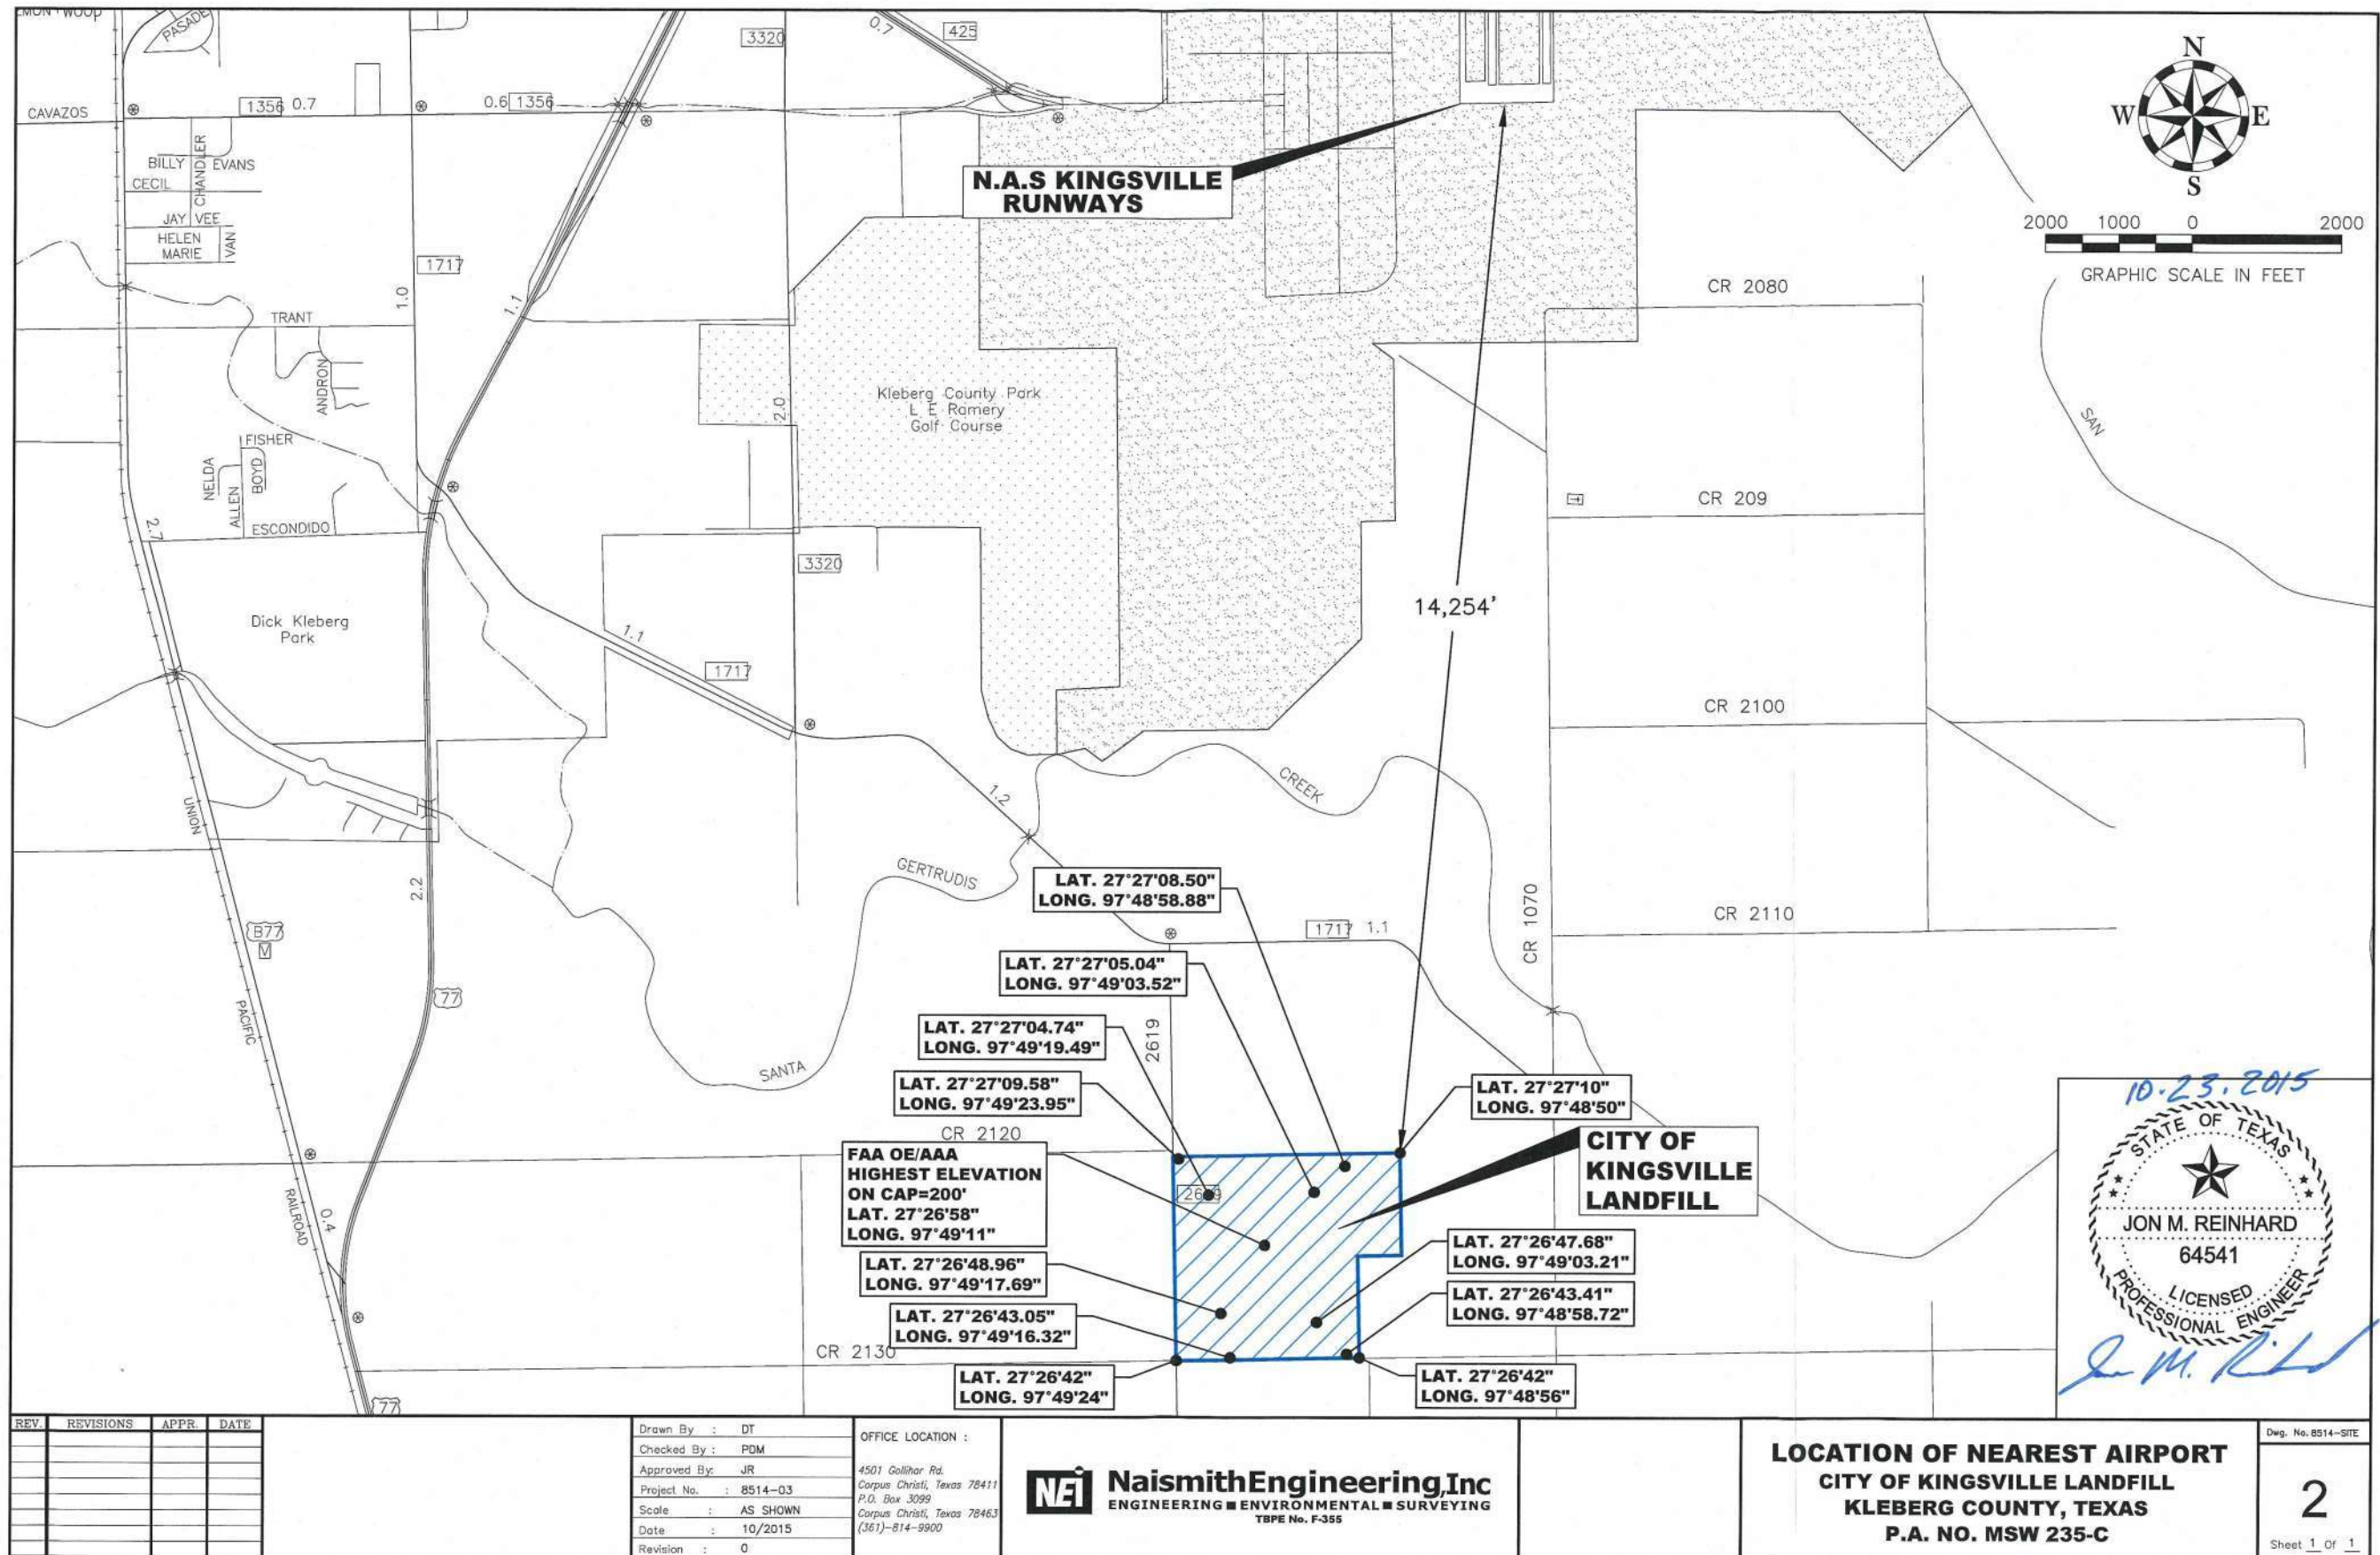 PASADE
CAVAZOS
1356 0.7
0.6 1356
3320
0.7
425
BILLY
EVANS
CHANDLER
CECIL
JAY VEE
HELEN
MARIE
VAN
1717
1.0
1.1
TRANT
ANDRON
FISHER
NELDA
ALLEN
BOYD
ESCONDIDO
2.7
2.0
3320
Dick Kleberg
Park
1.1
1717
N.A.S KINGSVILLE
RUNWAYS
Kleberg County Park
L E Ramery
Golf Course
N
W
E
S
2000
1000
0
2000
GRAPHIC SCALE IN FEET
CR 2080
SAN
CR 209
14,254'
CR 2100
CREEK
1.2
GERTRUDIS
SANTA
UNION
PACIFIC
RAILROAD
B77
M
2.2
77
0.4
77
1717 1.1
CR 1070
CR 2110
2619
LAT. 27°27'08.50"
LONG. 97°48'58.88"
LAT. 27°27'05.04"
LONG. 97°49'03.52"
LAT. 27°27'04.74"
LONG. 97°49'19.49"
LAT. 27°27'09.58"
LONG. 97°49'23.95"
CR 2120
LAT. 27°27'10"
LONG. 97°48'50"
CITY OF
KINGSVILLE
LANDFILL
FAA OE/AAA
HIGHEST ELEVATION
ON CAP=200'
LAT. 27°26'58"
LONG. 97°49'11"
2619
LAT. 27°26'48.96"
LONG. 97°49'17.69"
LAT. 27°26'47.68"
LONG. 97°49'03.21"
LAT. 27°26'43.05"
LONG. 97°49'16.32"
LAT. 27°26'43.41"
LONG. 97°48'58.72"
CR 2130
LAT. 27°26'42"
LONG. 97°49'24"
LAT. 27°26'42"
LONG. 97°48'56"
10.23.2015
STATE OF TEXAS
JON M. REINHARD
64541
LICENSED
PROFESSIONAL ENGINEER
REV. REVISIONS APPR. DATE
Drawn By : DT
Checked By : PDM
Approved By: JR
Project No. : 8514-03
Scale : AS SHOWN
Date : 10/2015
Revision : 0
OFFICE LOCATION :
4501 Gollihar Rd.
Corpus Christi, Texas 78411
P.O. Box 3099
Corpus Christi, Texas 78463
(361)-814-9900
NEi
NaismithEngineering,Inc
ENGINEERING ■ ENVIRONMENTAL ■ SURVEYING
TBPE No. F-355
LOCATION OF NEAREST AIRPORT
CITY OF KINGSVILLE LANDFILL
KLEBERG COUNTY, TEXAS
P.A. NO. MSW 235-C
Dwg. No. 8514-SITE
2
Sheet 1 Of 1